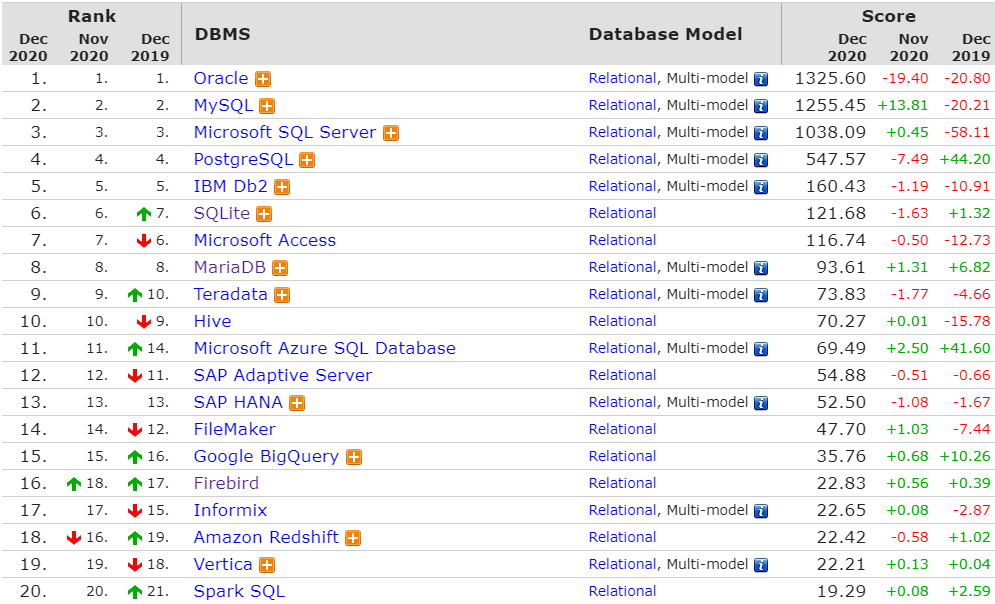 Rank Score
Dec Nov Dec DBMS Database Model Dec Nov Dec
2020 2020 2019 2020 2020 2019
1. 1. 1. Oracle Relational, Multi-model 1325.60 -19.40 -20.80
2. 2. 2. MySQL Relational, Multi-model 1255.45 +13.81 -20.21
3. 3. 3. Microsoft SQL Server Relational, Multi-model 1038.09 +0.45 -58.11
4. 4. 4. PostgreSQL Relational, Multi-model 547.57 -7.49 +44.20
5. 5. 5. IBM Db2 Relational, Multi-model 160.43 -1.19 -10.91
6. 6. 7. SQLite Relational 121.68 -1.63 +1.32
7. 7. 6. Microsoft Access Relational 116.74 -0.50 -12.73
8. 8. 8. MariaDB Relational, Multi-model 93.61 +1.31 +6.82
9. 9. 10. Teradata Relational, Multi-model 73.83 -1.77 -4.66
10. 10. 9. Hive Relational 70.27 +0.01 -15.78
11. 11. 14. Microsoft Azure SQL Database Relational, Multi-model 69.49 +2.50 +41.60
12. 12. 11. SAP Adaptive Server Relational 54.88 -0.51 -0.66
13. 13. 13. SAP HANA Relational, Multi-model 52.50 -1.08 -1.67
14. 14. 12. FileMaker Relational 47.70 +1.03 -7.44
15. 15. 16. Google BigQuery Relational 35.76 +0.68 +10.26
16. 18. 17. Firebird Relational 22.83 +0.56 +0.39
17. 17. 15. Informix Relational, Multi-model 22.65 +0.08 -2.87
18. 16. 19. Amazon Redshift Relational 22.42 -0.58 +1.02
19. 19. 18. Vertica Relational, Multi-model 22.21 +0.13 +0.04
20. 20. 21. Spark SQL Relational 19.29 +0.08 +2.59